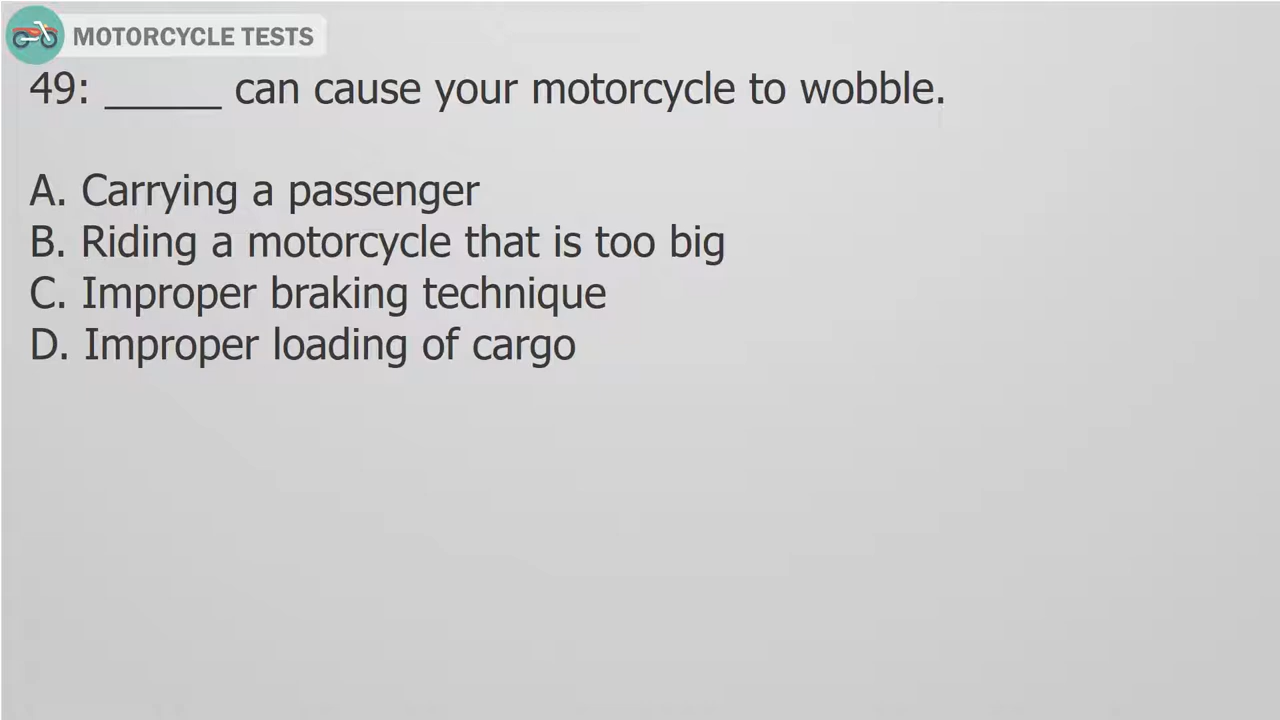 MOTORCYCLE TESTS
49: _____ can cause your motorcycle to wobble.
A. Carrying a passenger
B. Riding a motorcycle that is too big
C. Improper braking technique
D. Improper loading of cargo